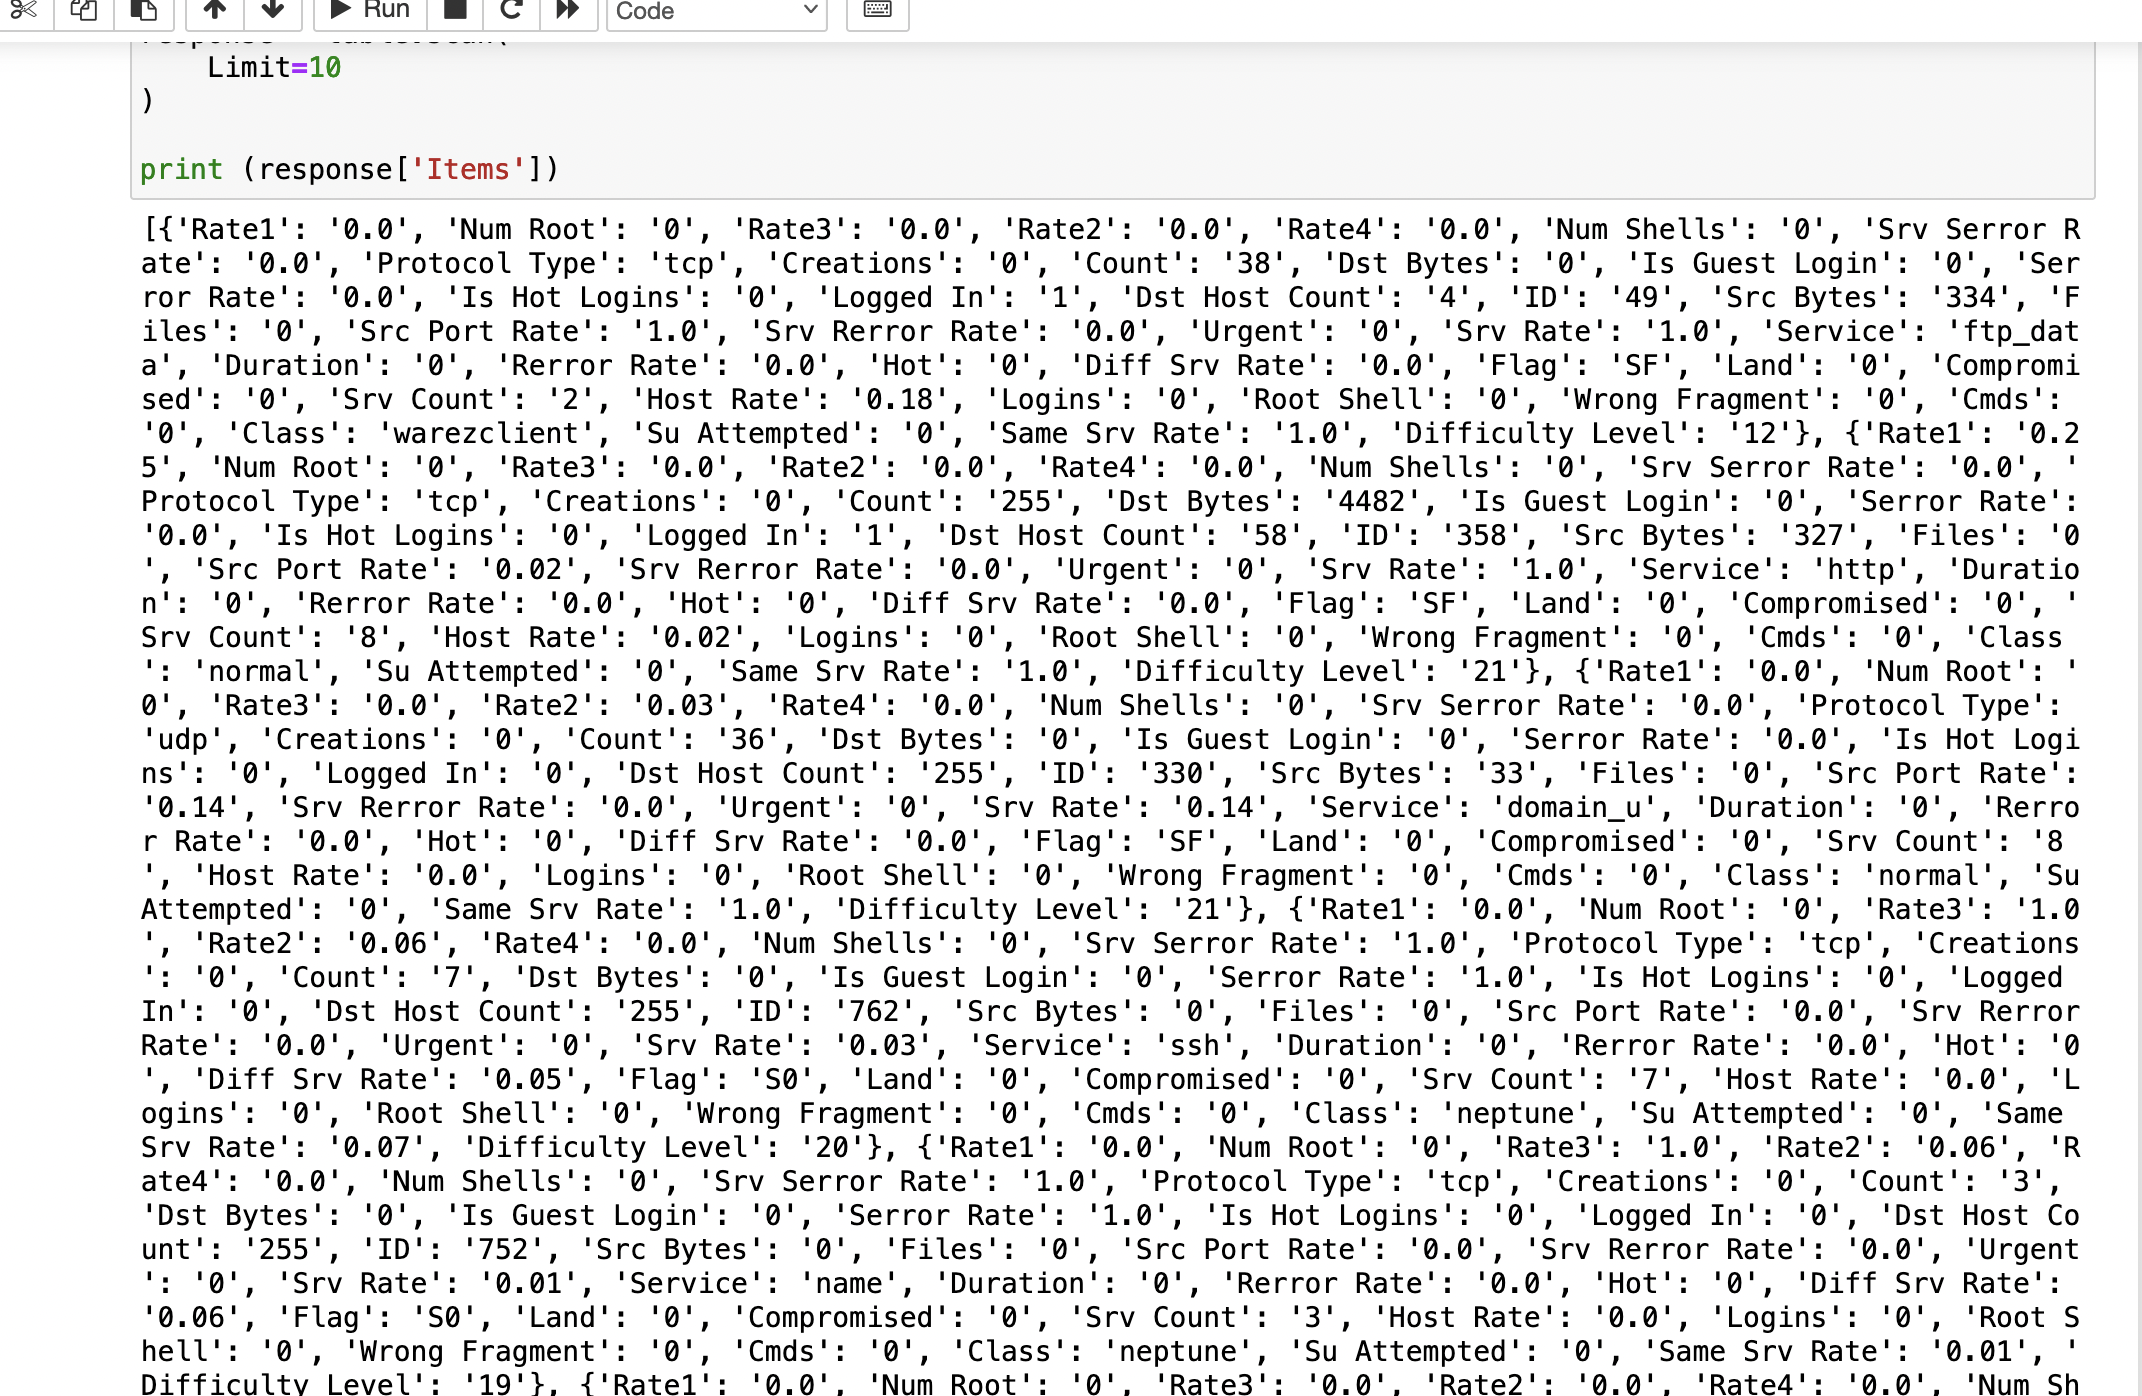 Run
Code
response = table.scan(
Limit=10
)
print (response['Items'])
[{'Rate1': '0.0', 'Num Root': '0', 'Rate3': '0.0', 'Rate2': '0.0', 'Rate4': '0.0', 'Num Shells': '0', 'Srv Serror R
ate': '0.0', 'Protocol Type': 'tcp', 'Creations': '0', 'Count': '38', 'Dst Bytes': '0', 'Is Guest Login': '0', 'Ser
ror Rate': '0.0', 'Is Hot Logins': '0', 'Logged In': '1', 'Dst Host Count': '4', 'ID': '49', 'Src Bytes': '334', 'F
iles': '0', 'Src Port Rate': '1.0', 'Srv Rerror Rate': '0.0', 'Urgent': '0', 'Srv Rate': '1.0', 'Service': 'ftp_dat
a', 'Duration': '0', 'Rerror Rate': '0.0', 'Hot': '0', 'Diff Srv Rate': '0.0', 'Flag': 'SF', 'Land': '0', 'Compromi
sed': '0', 'Srv Count': '2', 'Host Rate': '0.18', 'Logins': '0', 'Root Shell': '0', 'Wrong Fragment': '0', 'Cmds':
'0', 'Class': 'warezclient', 'Su Attempted': '0', 'Same Srv Rate': '1.0', 'Difficulty Level': '12'}, {'Rate1': '0.2
5', 'Num Root': '0', 'Rate3': '0.0', 'Rate2': '0.0', 'Rate4': '0.0', 'Num Shells': '0', 'Srv Serror Rate': '0.0', '
Protocol Type': 'tcp', 'Creations': '0', 'Count': '255', 'Dst Bytes': '4482', 'Is Guest Login': '0', 'Serror Rate':
'0.0', 'Is Hot Logins': '0', 'Logged In': '1', 'Dst Host Count': '58', 'ID': '358', 'Src Bytes': '327', 'Files': '0
', 'Src Port Rate': '0.02', 'Srv Rerror Rate': '0.0', 'Urgent': '0', 'Srv Rate': '1.0', 'Service': 'http', 'Duratio
n': '0', 'Rerror Rate': '0.0', 'Hot': '0', 'Diff Srv Rate': '0.0', 'Flag': 'SF', 'Land': '0', 'Compromised': '0', '
Srv Count': '8', 'Host Rate': '0.02', 'Logins': '0', 'Root Shell': '0', 'Wrong Fragment': '0', 'Cmds': '0', 'Class
': 'normal', 'Su Attempted': '0', 'Same Srv Rate': '1.0', 'Difficulty Level': '21'}, {'Rate1': '0.0', 'Num Root': '
0', 'Rate3': '0.0', 'Rate2': '0.03', 'Rate4': '0.0', 'Num Shells': '0', 'Srv Serror Rate': '0.0', 'Protocol Type':
'udp', 'Creations': '0', 'Count': '36', 'Dst Bytes': '0', 'Is Guest Login': '0', 'Serror Rate': '0.0', 'Is Hot Logi
ns': '0', 'Logged In': '0', 'Dst Host Count': '255', 'ID': '330', 'Src Bytes': '33', 'Files': '0', 'Src Port Rate':
'0.14', 'Srv Rerror Rate': '0.0', 'Urgent': '0', 'Srv Rate': '0.14', 'Service': 'domain_u', 'Duration': '0', 'Rerro
r Rate': '0.0', 'Hot': '0', 'Diff Srv Rate': '0.0', 'Flag': 'SF', 'Land': '0', 'Compromised': '0', 'Srv Count': '8
', 'Host Rate': '0.0', 'Logins': '0', 'Root Shell': '0', 'Wrong Fragment': '0', 'Cmds': '0', 'Class': 'normal', 'Su
Attempted': '0', 'Same Srv Rate': '1.0', 'Difficulty Level': '21'}, {'Rate1': '0.0', 'Num Root': '0', 'Rate3': '1.0
', 'Rate2': '0.06', 'Rate4': '0.0', 'Num Shells': '0', 'Srv Serror Rate': '1.0', 'Protocol Type': 'tcp', 'Creations
': '0', 'Count': '7', 'Dst Bytes': '0', 'Is Guest Login': '0', 'Serror Rate': '1.0', 'Is Hot Logins': '0', 'Logged
In': '0', 'Dst Host Count': '255', 'ID': '762', 'Src Bytes': '0', 'Files': '0', 'Src Port Rate': '0.0', 'Srv Rerror
Rate': '0.0', 'Urgent': '0', 'Srv Rate': '0.03', 'Service': 'ssh', 'Duration': '0', 'Rerror Rate': '0.0', 'Hot': '0
', 'Diff Srv Rate': '0.05', 'Flag': 'S0', 'Land': '0', 'Compromised': '0', 'Srv Count': '7', 'Host Rate': '0.0', 'L
ogins': '0', 'Root Shell': '0', 'Wrong Fragment': '0', 'Cmds': '0', 'Class': 'neptune', 'Su Attempted': '0', 'Same
Srv Rate': '0.07', 'Difficulty Level': '20'}, {'Rate1': '0.0', 'Num Root': '0', 'Rate3': '1.0', 'Rate2': '0.06', 'R
ate4': '0.0', 'Num Shells': '0', 'Srv Serror Rate': '1.0', 'Protocol Type': 'tcp', 'Creations': '0', 'Count': '3',
'Dst Bytes': '0', 'Is Guest Login': '0', 'Serror Rate': '1.0', 'Is Hot Logins': '0', 'Logged In': '0', 'Dst Host Co
unt': '255', 'ID': '752', 'Src Bytes': '0', 'Files': '0', 'Src Port Rate': '0.0', 'Srv Rerror Rate': '0.0', 'Urgent
': '0', 'Srv Rate': '0.01', 'Service': 'name', 'Duration': '0', 'Rerror Rate': '0.0', 'Hot': '0', 'Diff Srv Rate':
'0.06', 'Flag': 'S0', 'Land': '0', 'Compromised': '0', 'Srv Count': '3', 'Host Rate': '0.0', 'Logins': '0', 'Root S
hell': '0', 'Wrong Fragment': '0', 'Cmds': '0', 'Class': 'neptune', 'Su Attempted': '0', 'Same Srv Rate': '0.01', '
Difficulty Level': '19'}, {'Rate1': '0.0', 'Num Root': '0', 'Rate3': '0.0', 'Rate2': '0.0', 'Rate4': '0.0', 'Num Sh